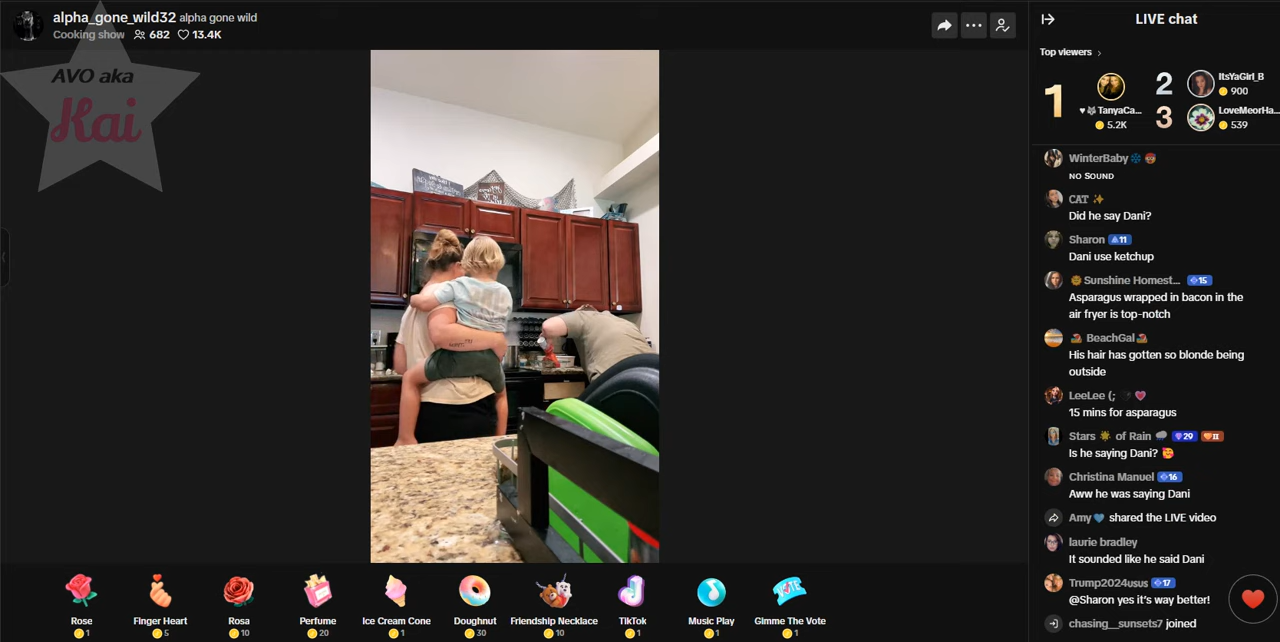 alpha_gone_wild32 alpha gone wild
Cooking show 682 13.4K
AVO aka
Kai
LIVE chat
Top viewers
1
TanyaCa...
5.2K
2
ItsYaGirl_B
900
3
LoveMeorHa...
539
WinterBaby
NO SOUND
CAT
Did he say Dani?
Sharon 11
Dani use ketchup
Sunshine Homest... 15
Asparagus wrapped in bacon in the
air fryer is top-notch
BeachGal
His hair has gotten so blonde being
outside
LeeLee (;
15 mins for asparagus
Stars of Rain 29 II
Is he saying Dani?
Christina Manuel 16
Aww he was saying Dani
Amy shared the LIVE video
laurie bradley
It sounded like he said Dani
Trump2024usus 17
@Sharon yes it's way better!
chasing__sunsets7 joined
Rose
1
Finger Heart
5
Rosa
10
Perfume
20
Ice Cream Cone
1
Doughnut
30
Friendship Necklace
10
TikTok
1
Music Play
1
Gimme The Vote
1